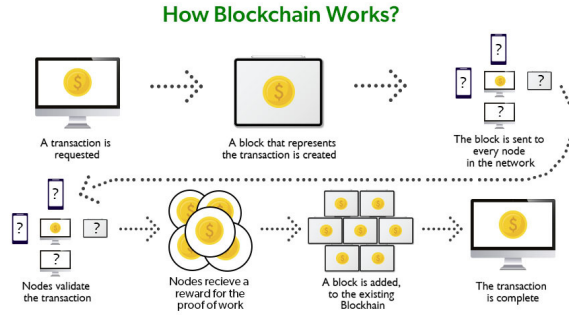 How Blockchain Works?
$
$
?
?
$
?
?
A transaction is
requested
A block that represents
the transaction is created
The block is sent to
every node
in the network
?
?
$
?
?
$
$
$
$
$
$
$
$
$
$
$
$
$
Nodes validate
the transaction
Nodes recieve a
reward for the
proof of work
A block is added,
to the existing
Blockhain
The transaction
is complete